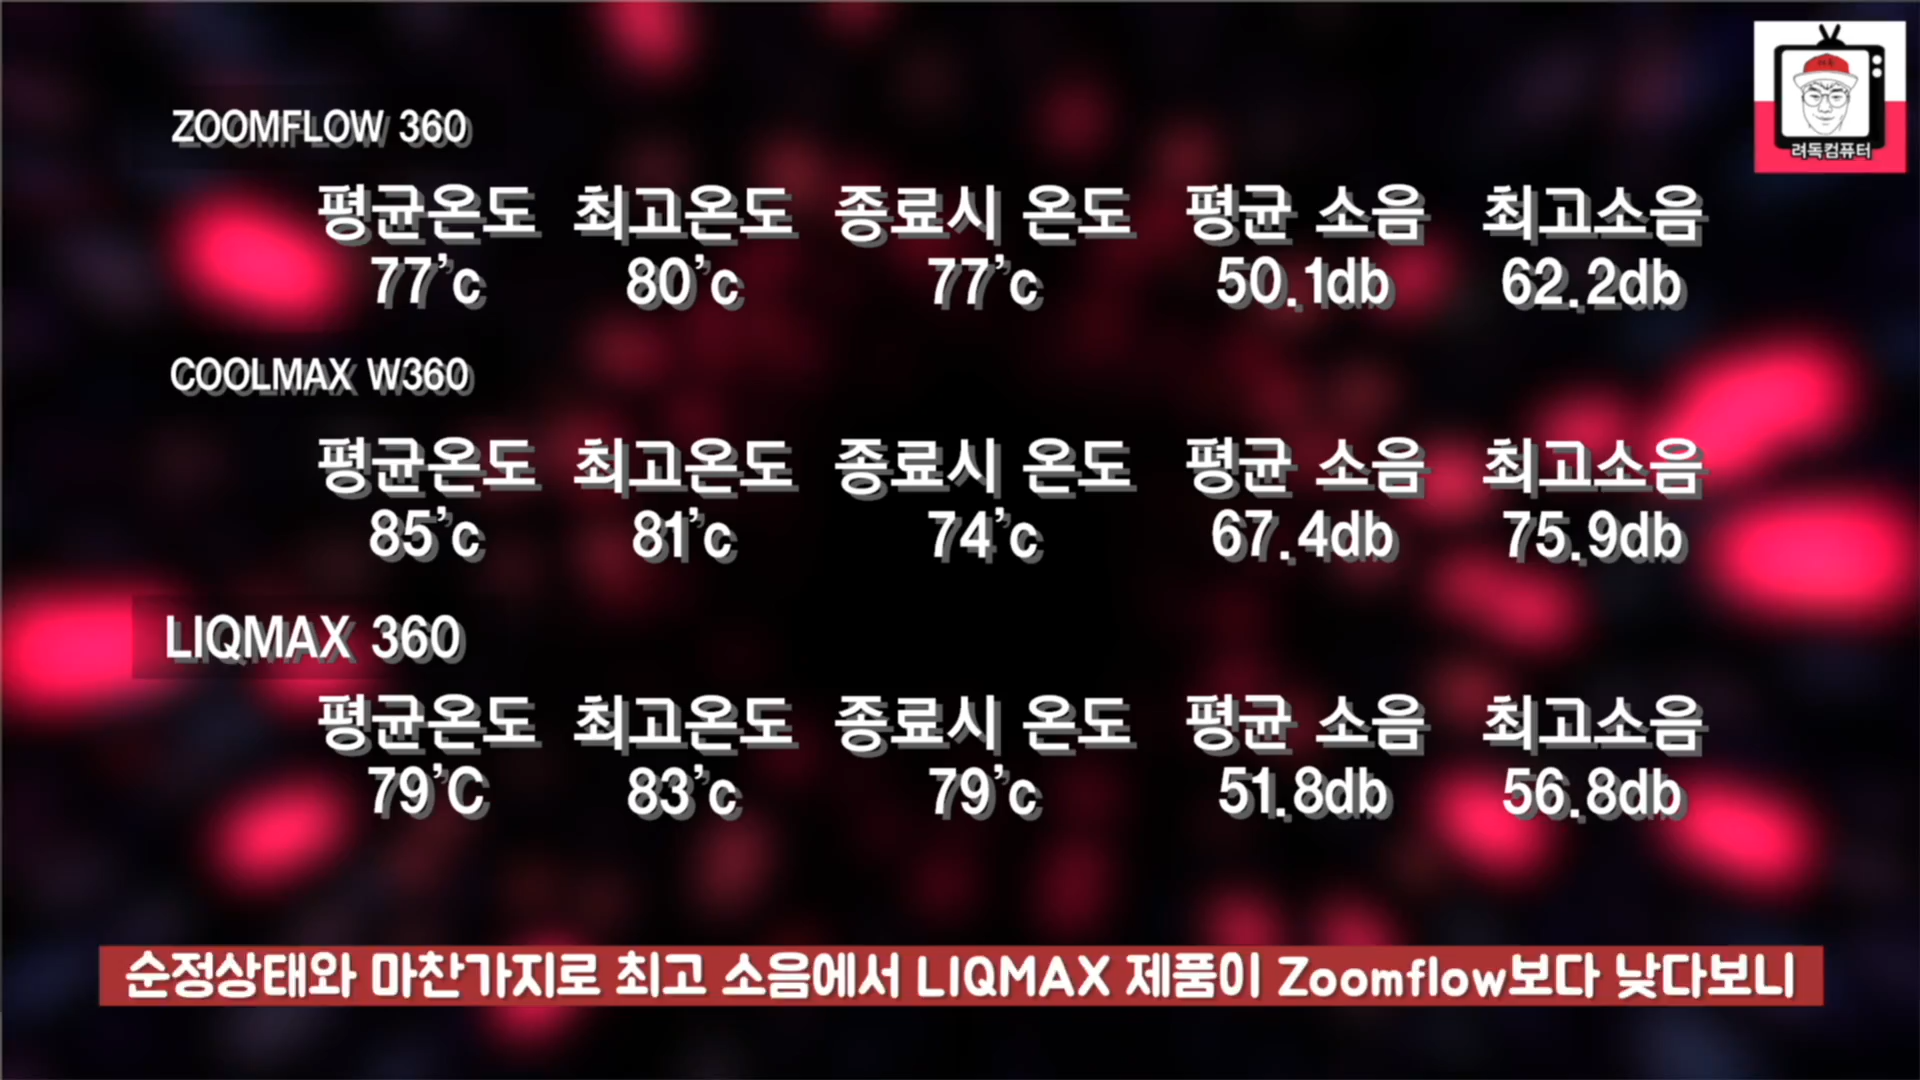 려독컴퓨터
ZOOMFLOW 360
평균온도 최고온도 종료시 온도 평균 소음 최고소음
77'c 80'c 77'c 50.1db 62.2db
COOLMAX W360
평균온도 최고온도 종료시 온도 평균 소음 최고소음
85'c 81'c 74'c 67.4db 75.9db
LIQMAX 360
평균온도 최고온도 종료시 온도 평균 소음 최고소음
79'C 83'c 79'c 51.8db 56.8db
순정상태와 마찬가지로 최고 소음에서 LIQMAX 제품이 Zoomflow보다 낮다보니